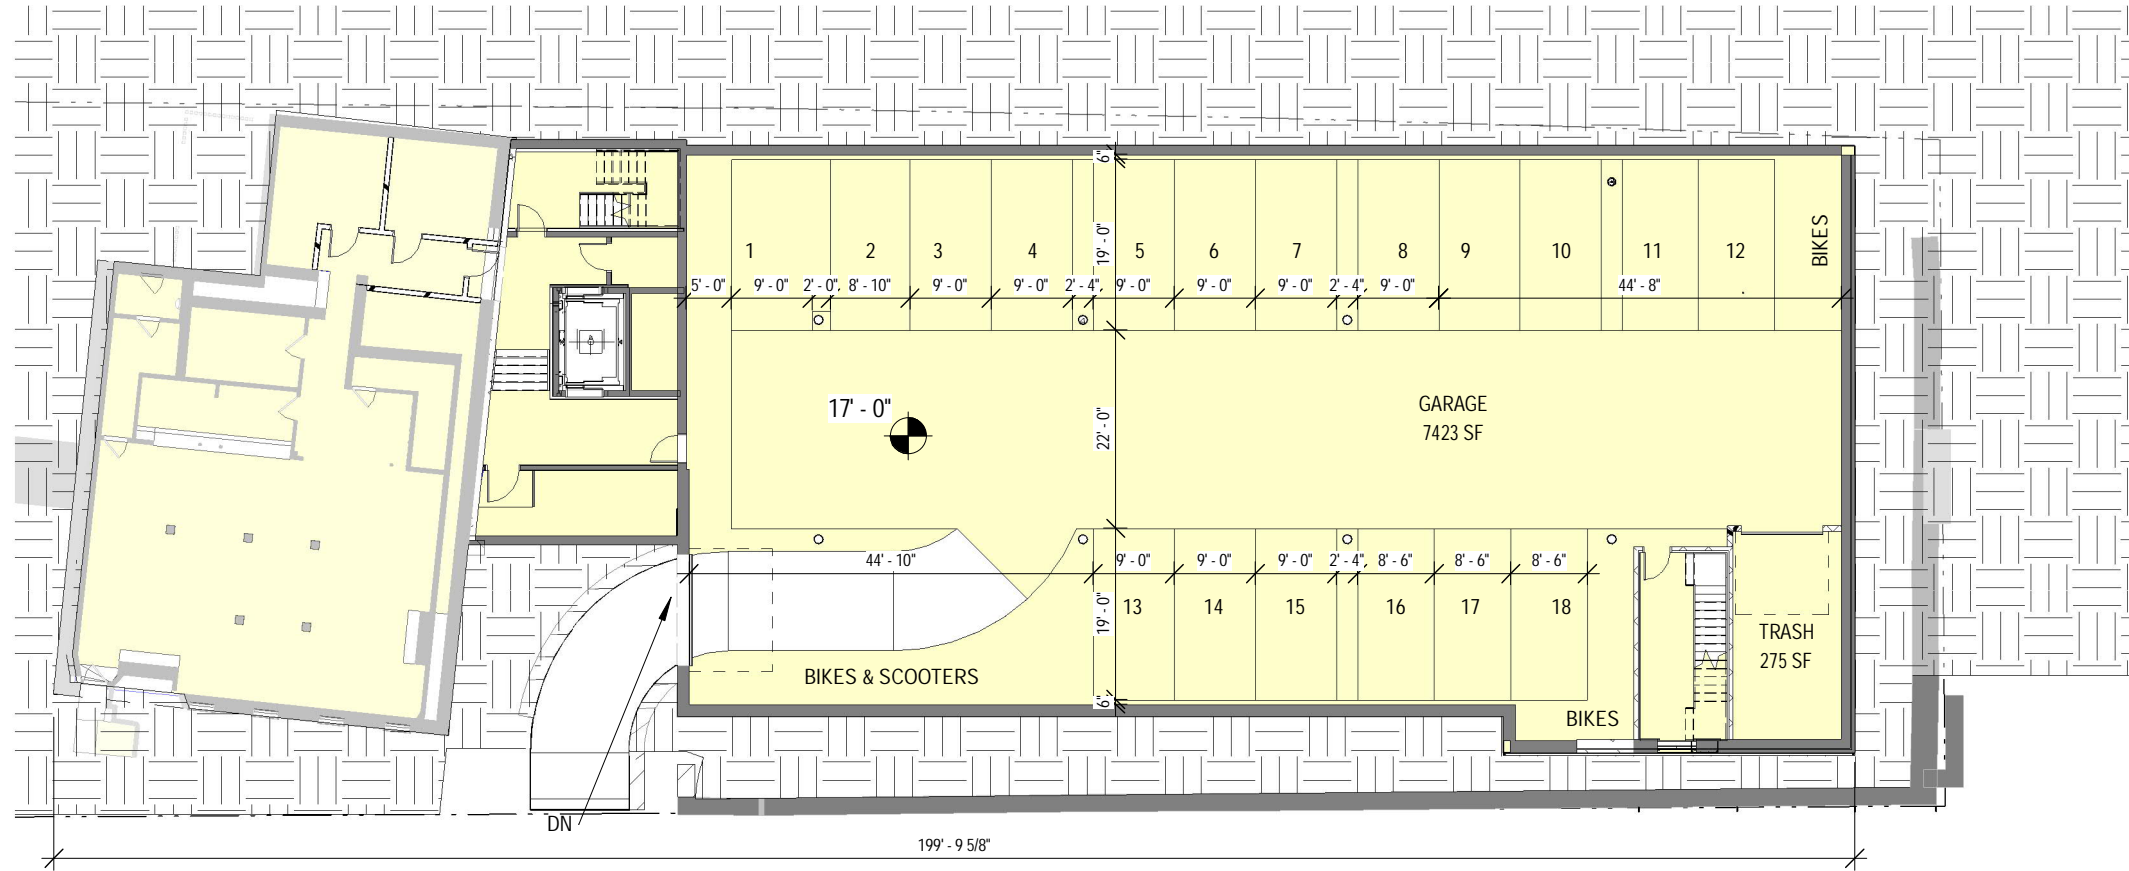 6"
19' - 0"
BIKES
1
2
3
4
5
6
7
8
9
10
11
12
5' - 0"
9' - 0"
2' - 0"
8' - 10"
9' - 0"
9' - 0"
2' - 4"
9' - 0"
9' - 0"
9' - 0"
2' - 4"
9' - 0"
44' - 8"
17' - 0"
22' - 0"
GARAGE
7423 SF
44' - 10"
9' - 0"
9' - 0"
9' - 0"
2' - 4"
8' - 6"
8' - 6"
8' - 6"
19' - 0"
13
14
15
16
17
18
TRASH
275 SF
BIKES & SCOOTERS
6"
BIKES
DN
199' - 9 5/8"